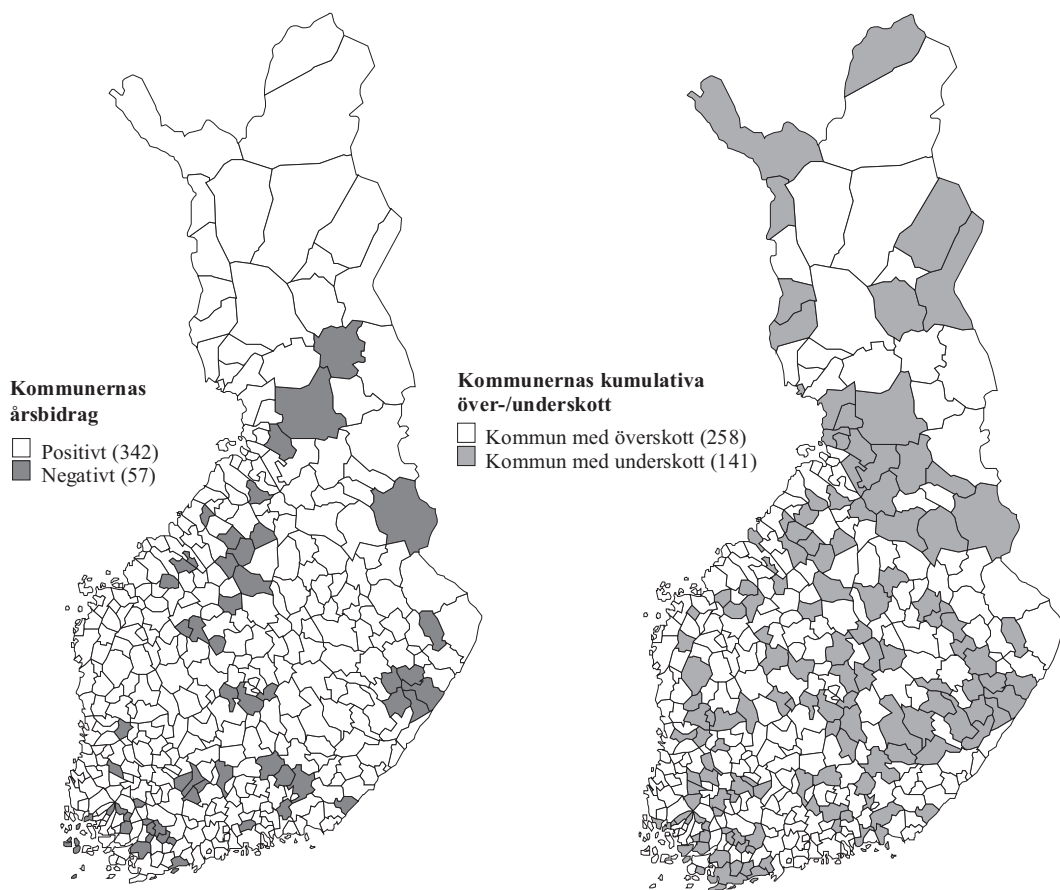 Kommunernas
årsbidrag
Positivt (342)
Negativt (57)
Kommunernas kumulativa
över-/underskott
Kommun med överskott (258)
Kommun med underskott (141)